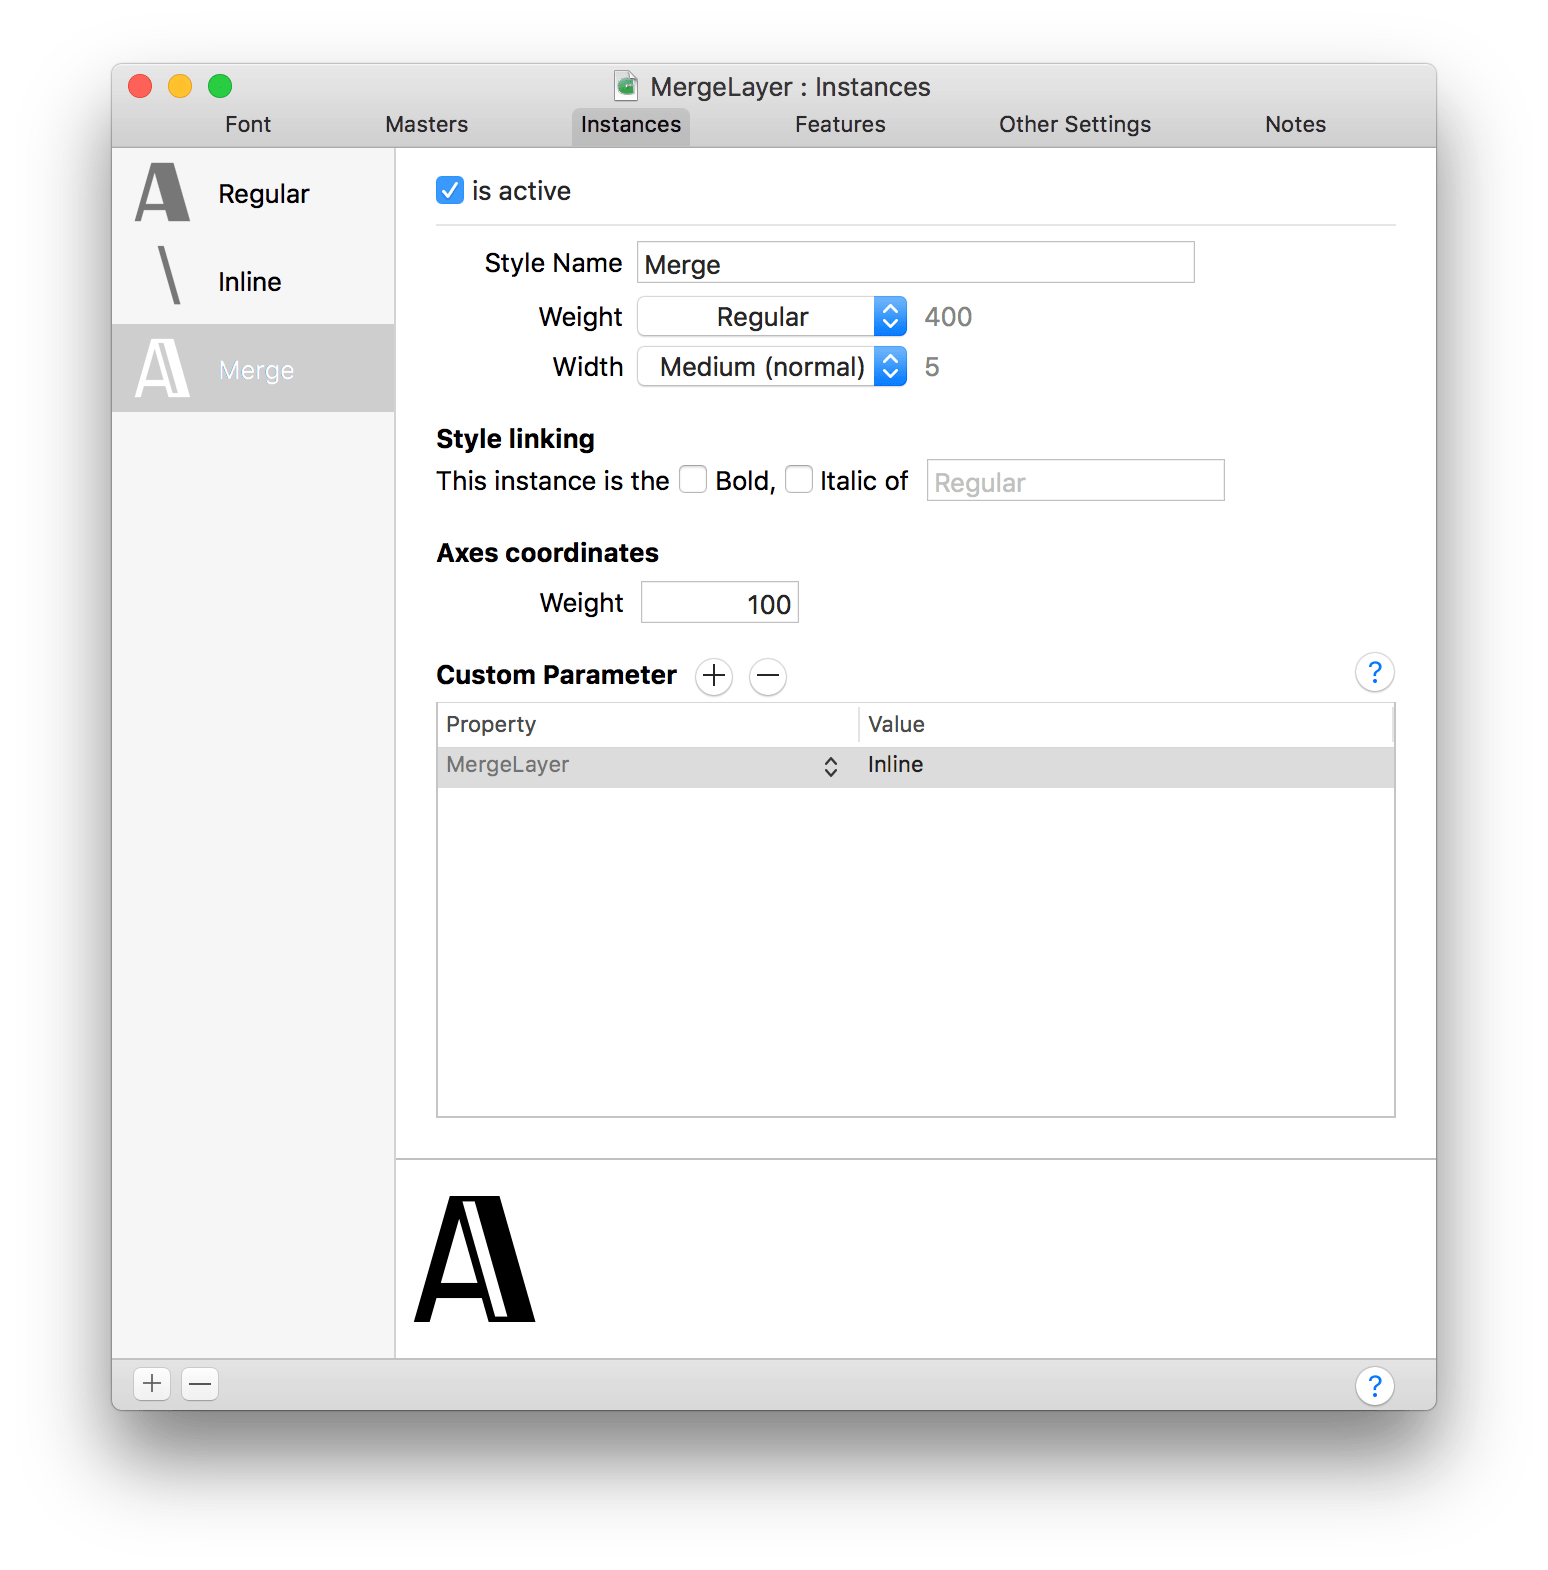 MergeLayer : Instances
Font Masters Instances Features Other Settings Notes
A Regular
Inline
A Merge
is active
Style Name Merge
Weight Regular 400
Width Medium (normal) 5
Style linking
This instance is the Bold, Italic of Regular
Axes coordinates
Weight 100
Custom Parameter + − ?
Property Value
MergeLayer Inline
A
+ − ?